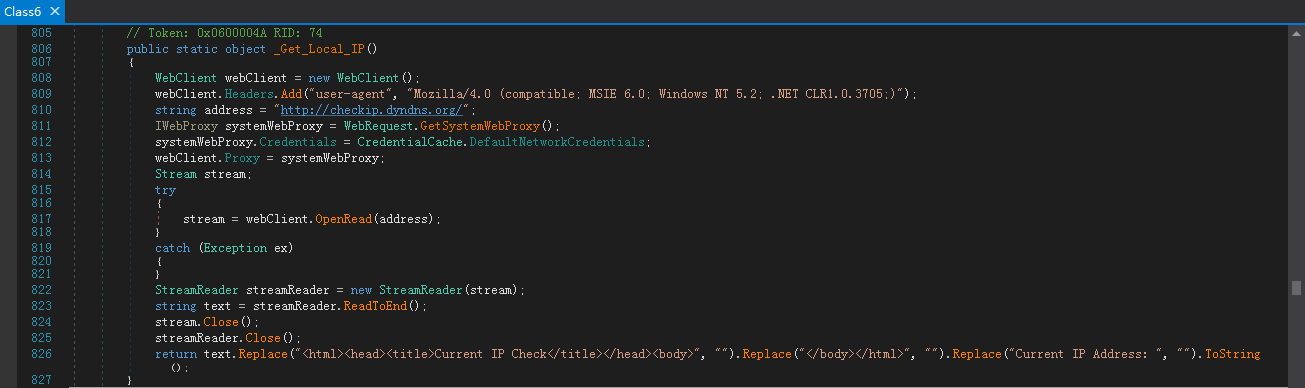 Class6 ×
805 // Token: 0x0600004A RID: 74
806 public static object _Get_Local_IP()
807 {
808 WebClient webClient = new WebClient();
809 webClient.Headers.Add("user-agent", "Mozilla/4.0 (compatible; MSIE 6.0; Windows NT 5.2; .NET CLR1.0.3705;)");
810 string address = "http://checkip.dyndns.org/";
811 IWebProxy systemWebProxy = WebRequest.GetSystemWebProxy();
812 systemWebProxy.Credentials = CredentialCache.DefaultNetworkCredentials;
813 webClient.Proxy = systemWebProxy;
814 Stream stream;
815 try
816 {
817 stream = webClient.OpenRead(address);
818 }
819 catch (Exception ex)
820 {
821 }
822 StreamReader streamReader = new StreamReader(stream);
823 string text = streamReader.ReadToEnd();
824 stream.Close();
825 streamReader.Close();
826 return text.Replace("<html><head><title>Current IP Check</title></head><body>", "").Replace("</body></html>", "").Replace("Current IP Address: ", "").ToString
();
827 }